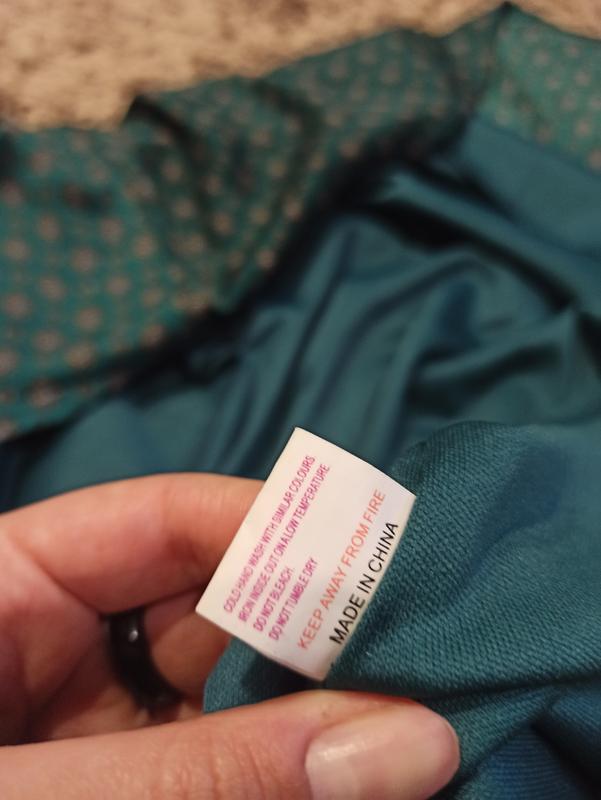 COLD HAND WASH WITH SIMILAR COLOURS
IRON INSIDE OUT ON A LOW TEMPERATURE
DO NOT BLEACH
DO NOT TUMBLE DRY
KEEP AWAY FROM FIRE
MADE IN CHINA